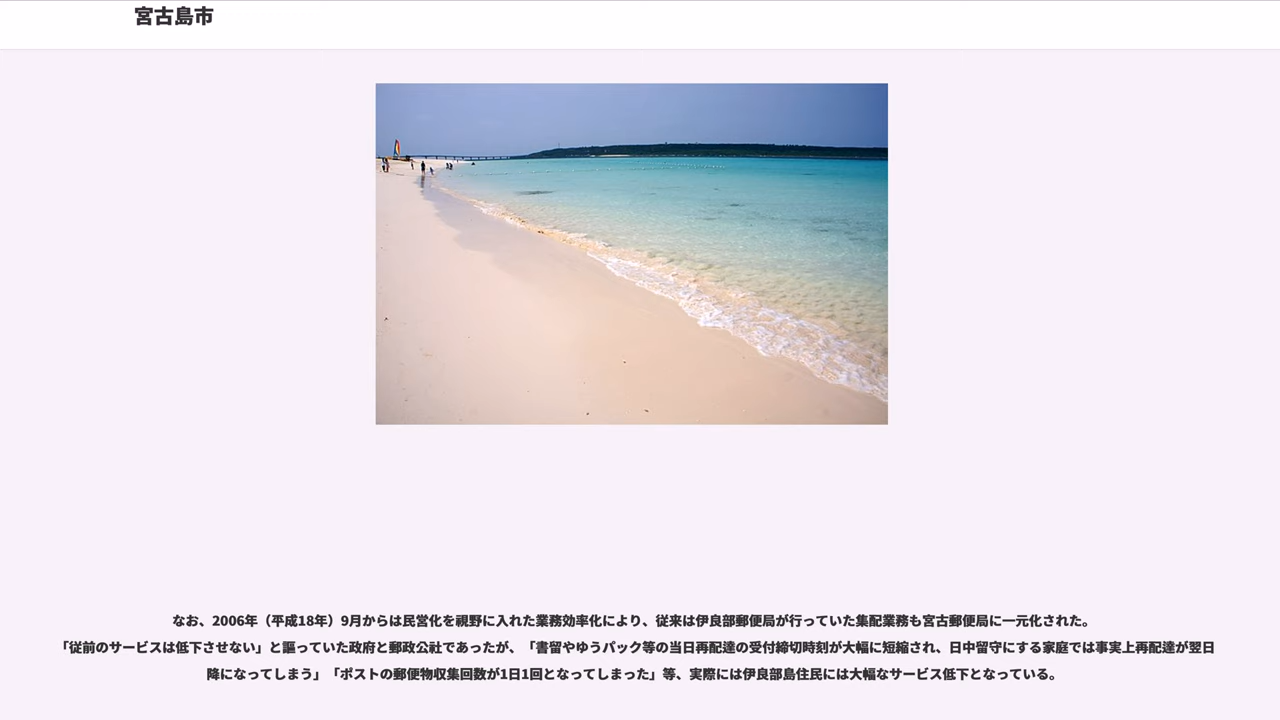 宮古島市
なお、2006年（平成18年）9月からは民営化を視野に入れた業務効率化により、従来は伊良部郵便局が行っていた集配業務も宮古郵便局に一元化された。
「従前のサービスは低下させない」と謳っていた政府と郵政公社であったが、「書留やゆうパック等の当日再配達の受付締切時刻が大幅に短縮され、日中留守にする家庭では事実上再配達が翌日
降になってしまう」「ポストの郵便物収集回数が1日1回となってしまった」等、実際には伊良部島住民には大幅なサービス低下となっている。